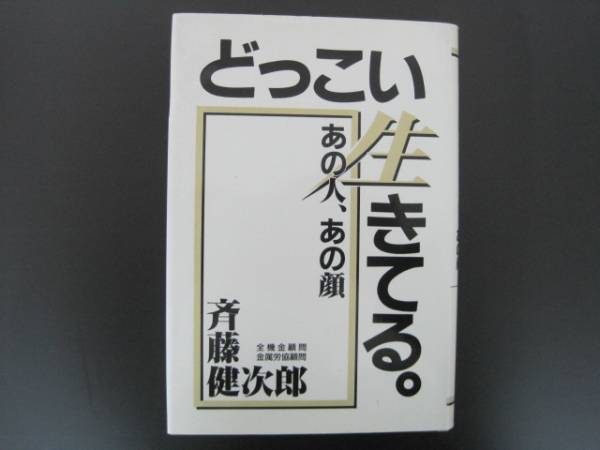 どっこい
生きてる。
あの人、あの顔
全機金顧問
金属労協顧問
斉藤
健次郎